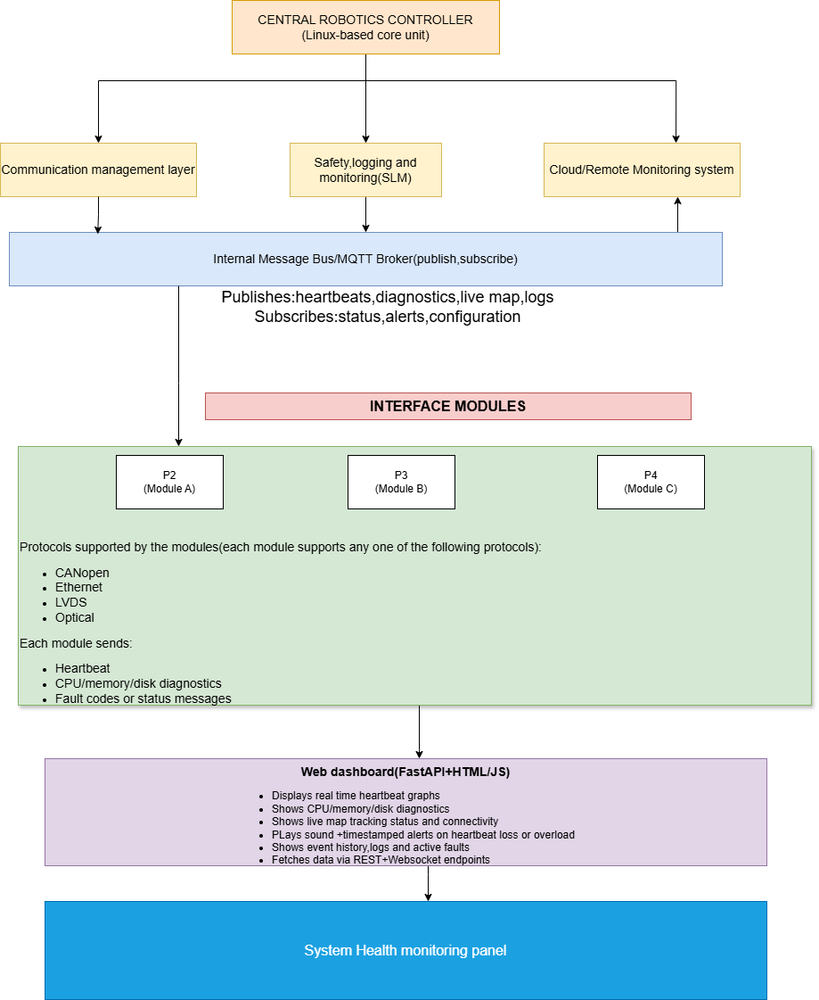 CENTRAL ROBOTICS CONTROLLER
(Linux-based core unit)
Communication management layer
Safety,logging and
monitoring(SLM)
Cloud/Remote Monitoring system
Internal Message Bus/MQTT Broker(publish,subscribe)
Publishes:heartbeats,diagnostics,live map,logs
Subscribes:status,alerts,configuration
INTERFACE MODULES
P2
(Module A)
P3
(Module B)
P4
(Module C)
Protocols supported by the modules(each module supports any one of the following protocols):
• CANopen
• Ethernet
• LVDS
• Optical
Each module sends:
• Heartbeat
• CPU/memory/disk diagnostics
• Fault codes or status messages
Web dashboard(FastAPI+HTML/JS)
• Displays real time heartbeat graphs
• Shows CPU/memory/disk diagnostics
• Shows live map tracking status and connectivity
• PLays sound +timestamped alerts on heartbeat loss or overload
• Shows event history,logs and active faults
• Fetches data via REST+Websocket endpoints
System Health monitoring panel